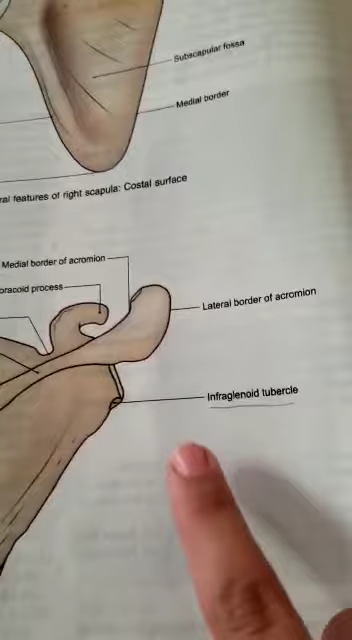 Subscapular fossa
Medial border
features of right scapula: Costal surface
Medial border of acromion
process
Lateral border of acromion
Infraglenoid tubercle